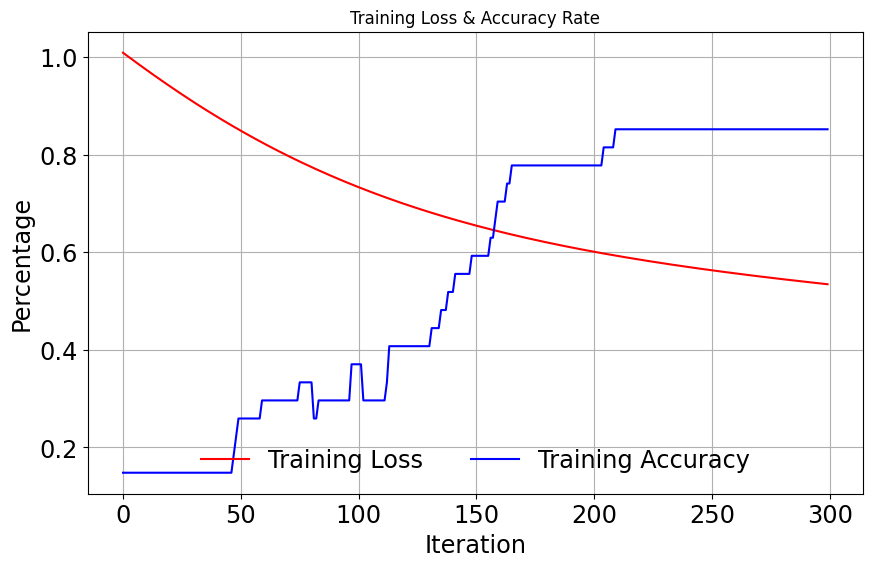 Training Loss & Accuracy Rate
Percentage
1.0
0.8
0.6
0.4
0.2
Training Loss
Training Accuracy
0 50 100 150 200 250 300
Iteration